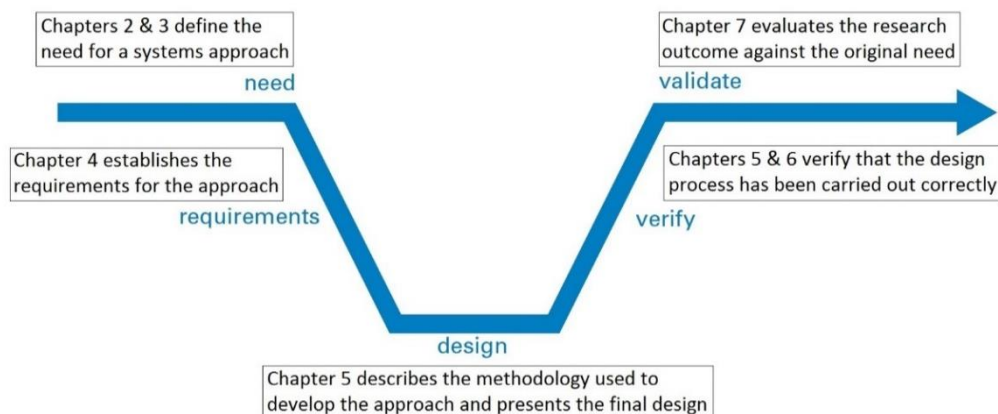 Chapters 2 & 3 define the
need for a systems approach
need
Chapter 4 establishes the
requirements for the approach
requirements
design
Chapter 5 describes the methodology used to
develop the approach and presents the final design
Chapter 7 evaluates the research
outcome against the original need
validate
Chapters 5 & 6 verify that the design
process has been carried out correctly
verify